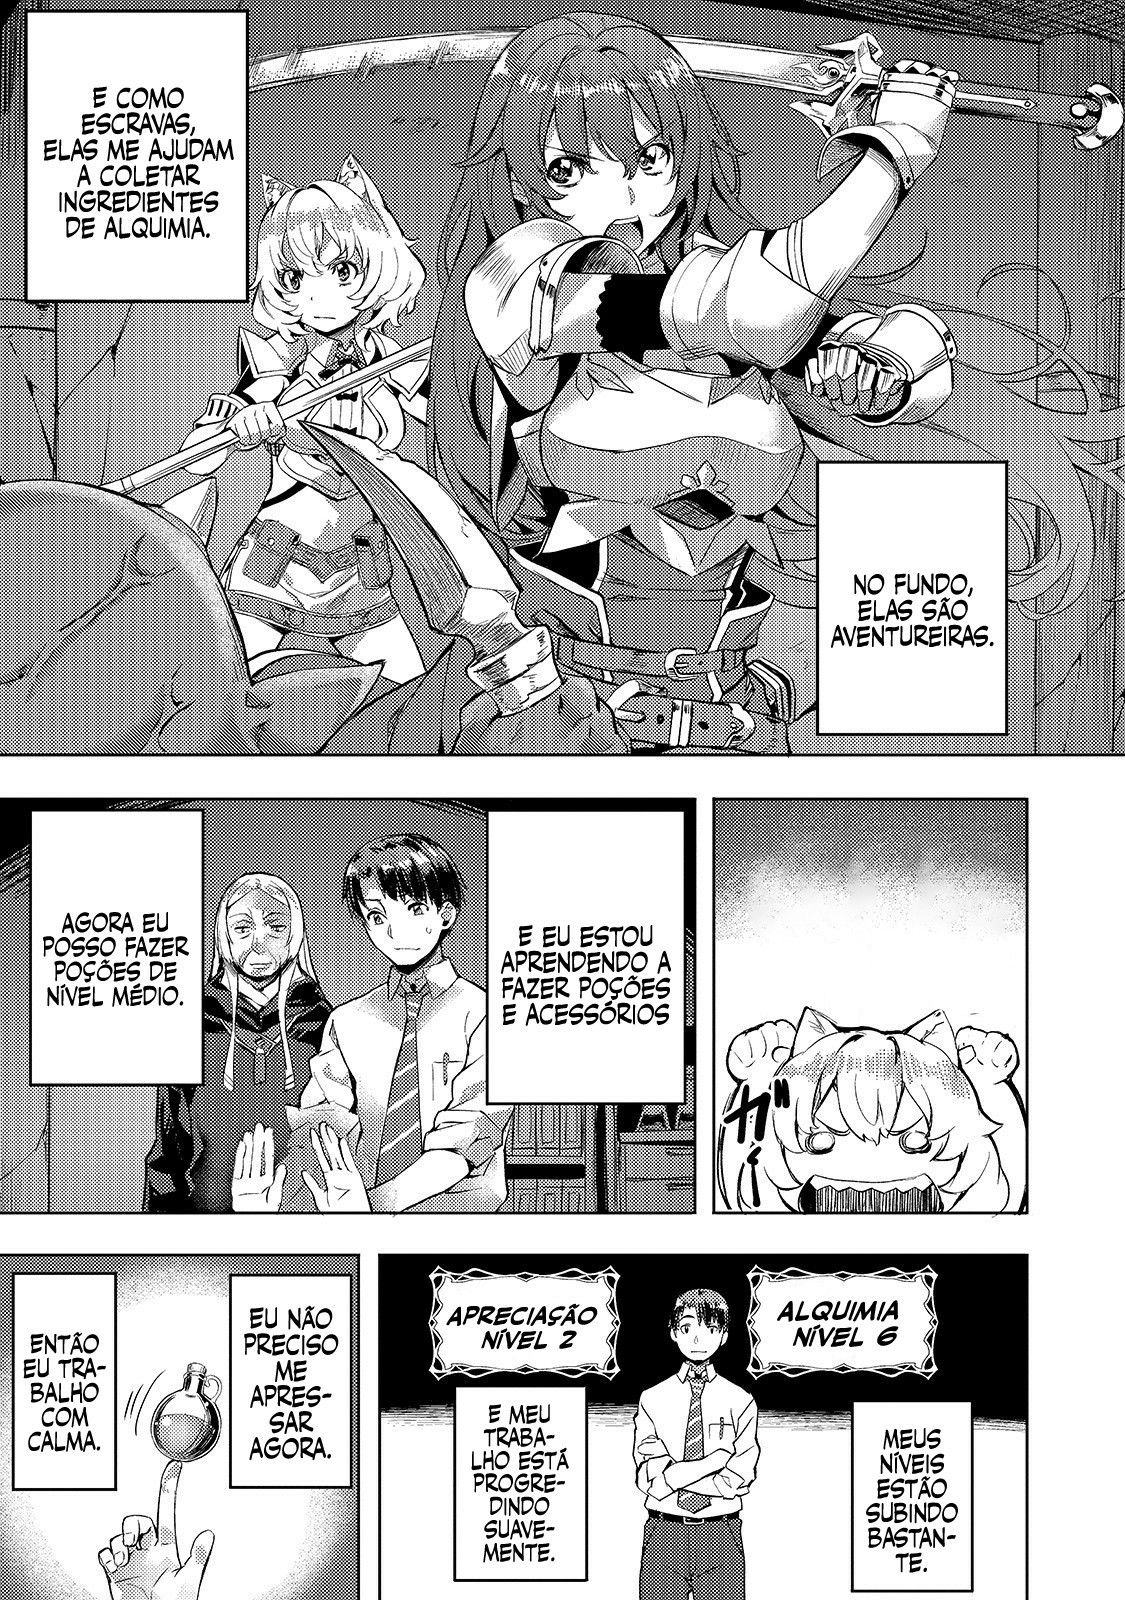 NO FUNDO,
ELAS SÃO
AVENTUREIRAS.
E COMO
ESCRAVAS,
ELAS ME AJUDAM
A COLETAR
INGREDIENTES
DE ALQUIMIA.
E EU ESTOU
APRENDENDO A
FAZER POÇÕES
E ACESSÓRIOS
AGORA EU
POSSO FAZER
POÇÕES DE
NÍVEL MÉDIO.
ALQUIMIA
NÍVEL 6
APRECIAÇÃO
NÍVEL 2
MEUS
NÍVEIS
ESTÃO
SUBINDO
BASTAN-
TE.
E MEU
TRABA-
LHO ESTÁ
PROGRE-
DINDO
SUAVE-
MENTE.
EU NÃO
PRECISO
ME
APRES-
SAR
AGORA.
ENTÃO
EU TRA-
BALHO
COM
CALMA.